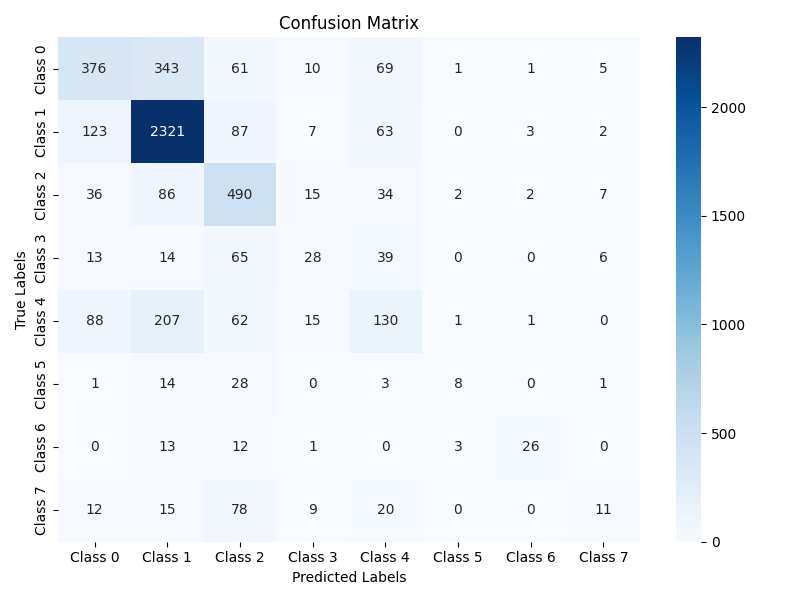 Confusion Matrix
True Labels
Class 0 376 343 61 10 69 1 1 5
Class 1 123 2321 87 7 63 0 3 2
Class 2 36 86 490 15 34 2 2 7
Class 3 13 14 65 28 39 0 0 6
Class 4 88 207 62 15 130 1 1 0
Class 5 1 14 28 0 3 8 0 1
Class 6 0 13 12 1 0 3 26 0
Class 7 12 15 78 9 20 0 0 11
Class 0 Class 1 Class 2 Class 3 Class 4 Class 5 Class 6 Class 7
Predicted Labels
2000
1500
1000
500
0